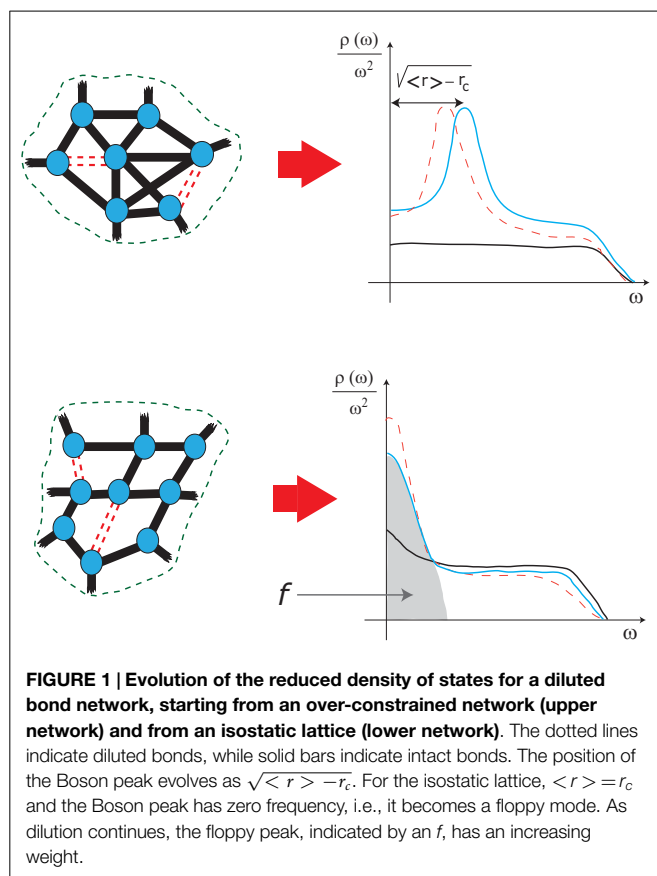 ρ (ω)
ω²
√<r> − r_c
ω
ρ (ω)
ω²
f
ω
FIGURE 1 | Evolution of the reduced density of states for a diluted
bond network, starting from an over-constrained network (upper
network) and from an isostatic lattice (lower network). The dotted lines
indicate diluted bonds, while solid bars indicate intact bonds. The position of
the Boson peak evolves as √< r > −r_c. For the isostatic lattice, < r > = r_c
and the Boson peak has zero frequency, i.e., it becomes a floppy mode. As
dilution continues, the floppy peak, indicated by an f, has an increasing
weight.